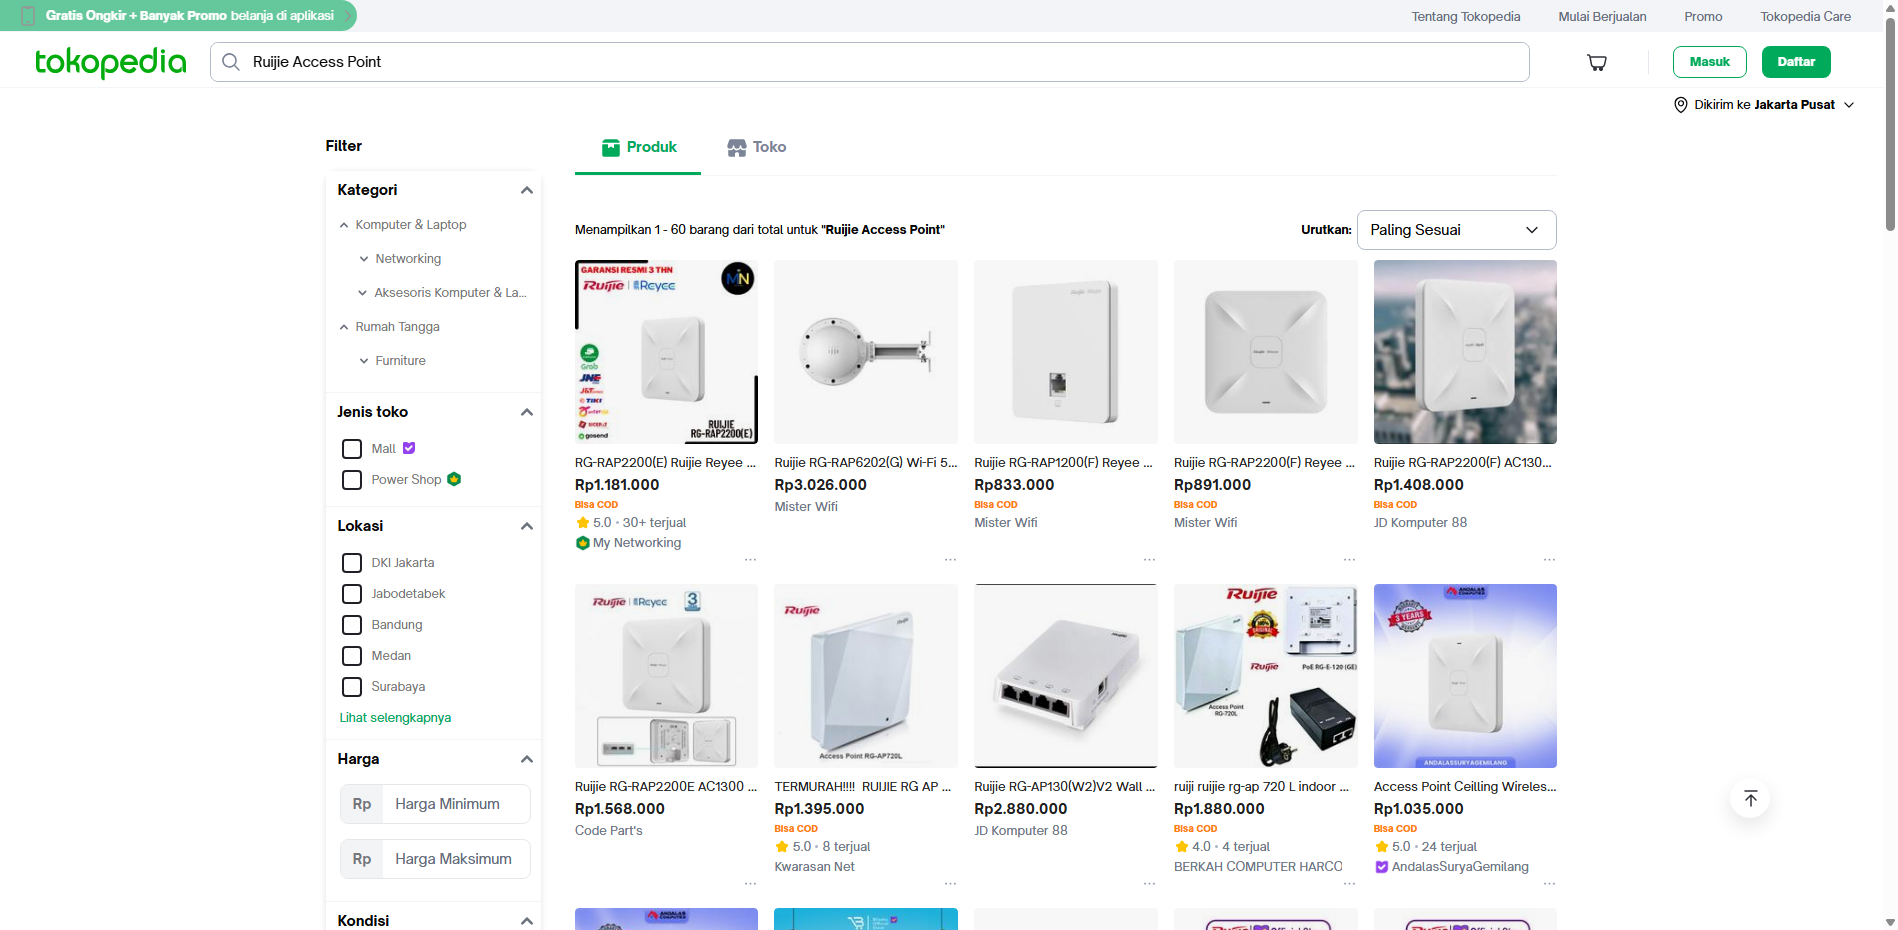 Gratis Ongkir + Banyak Promo belanja di aplikasi
Tentang Tokopedia
Mulai Berjualan
Promo
Tokopedia Care
tokopedia
Ruijie Access Point
Masuk
Daftar
Dikirim ke Jakarta Pusat
Filter
Produk
Toko
Kategori
Komputer & Laptop
Networking
Aksesoris Komputer & La...
Rumah Tangga
Furniture
Jenis toko
Mall
Power Shop
Lokasi
DKI Jakarta
Jabodetabek
Bandung
Medan
Surabaya
Lihat selengkapnya
Harga
Rp Harga Minimum
Rp Harga Maksimum
Kondisi
Menampilkan 1 - 60 barang dari total untuk "Ruijie Access Point"
Urutkan:
Paling Sesuai
GARANSI RESMI 3 THN
Ruijie Reyee
MN
Grab
JNE
J&T
TIKI
SICEPAT
gosend
RUIJIE
RG-RAP2200(E)
RG-RAP2200(E) Ruijie Reyee ...
Rp1.181.000
Bisa COD
5.0 • 30+ terjual
My Networking
Ruijie RG-RAP6202(G) Wi-Fi 5...
Rp3.026.000
Mister Wifi
Ruijie RG-RAP1200(F) Reyee ...
Rp833.000
Bisa COD
Mister Wifi
Ruijie RG-RAP2200(F) Reyee ...
Rp891.000
Bisa COD
Mister Wifi
Ruijie RG-RAP2200(F) AC130...
Rp1.408.000
Bisa COD
JD Komputer 88
Ruijie Reyee 3
Ruijie RG-RAP2200E AC1300 ...
Rp1.568.000
Code Part's
Ruijie
Access Point RG-AP720L
TERMURAH!!!! RUIJIE RG AP ...
Rp1.395.000
Bisa COD
5.0 • 8 terjual
Kwarasan Net
Ruijie RG-AP130(W2)V2 Wall ...
Rp2.880.000
JD Komputer 88
Ruijie
100%
ORIGINAL
PoE RG-E-120 (GE)
Ruijie
Access Point
RG-720L
ruiji ruijie rg-ap 720 L indoor ...
Rp1.880.000
Bisa COD
4.0 • 4 terjual
BERKAH COMPUTER HARCO
ANDALAS
COMPUTER
3 YEARS
ANDALASSURYAGEMILANG
Access Point Ceilling Wireles...
Rp1.035.000
Bisa COD
5.0 • 24 terjual
AndalasSuryaGemilang
ANDALAS
COMPUTER